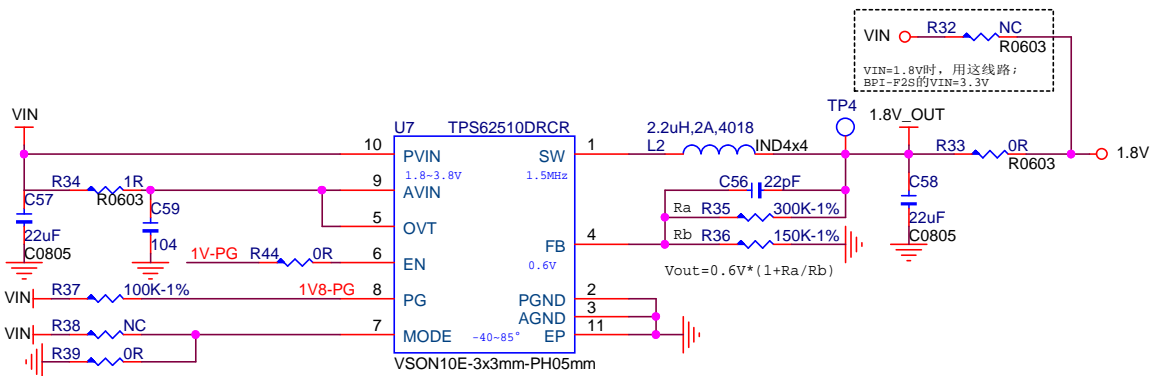 VIN
R32
NC
R0603
VIN=1.8V时，用这线路；
BPI-F2S的VIN=3.3V
TP4
VIN
U7
TPS62510DRCR
2.2uH,2A,4018
L2
IND4x4
1.8V_OUT
R33
0R
R0603
1.8V
10
PVIN
1.8~3.8V
SW
1.5MHz
1
C57
22uF
C0805
R34
1R
R0603
9
AVIN
C59
104
5
OVT
C56
22pF
Ra
R35
300K-1%
Rb
R36
150K-1%
C58
22uF
C0805
4
FB
0.6V
Vout=0.6V*(1+Ra/Rb)
1V-PG
R44
0R
6
EN
VIN
R37
100K-1%
1V8-PG
8
PG
PGND
2
AGND
3
VIN
R38
NC
7
MODE
-40~85°
EP
11
R39
0R
VSON10E-3x3mm-PH05mm